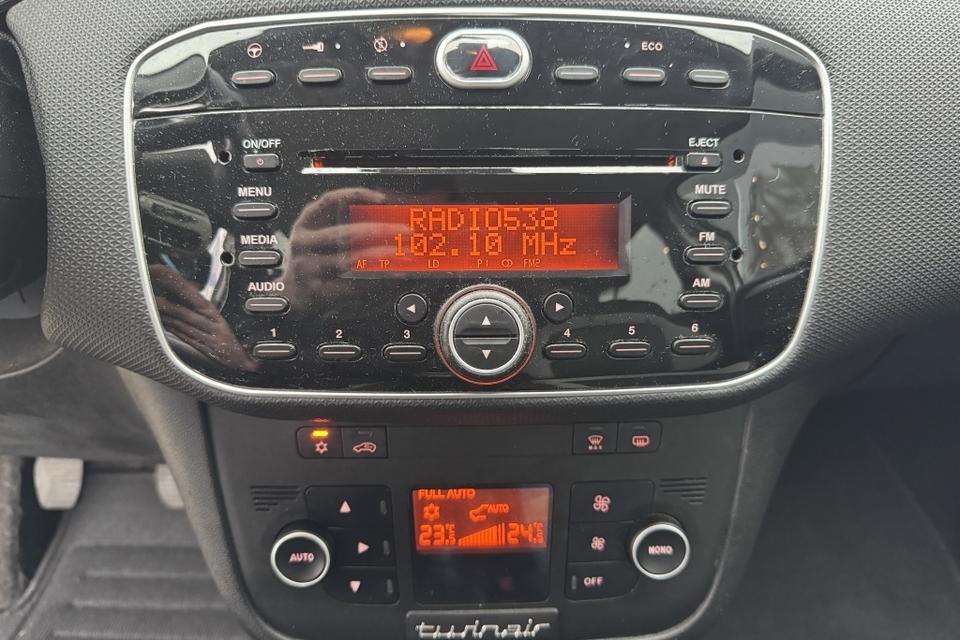 ECO
ON/OFF
EJECT
MENU
MUTE
RADIO538
102.10 MHz
AF TP LD P1 FM2
MEDIA
FM
AUDIO
AM
1 2 3 4 5 6
FULL AUTO
AUTO
23.5°C 24.5°C
AUTO
MONO
OFF
twinair